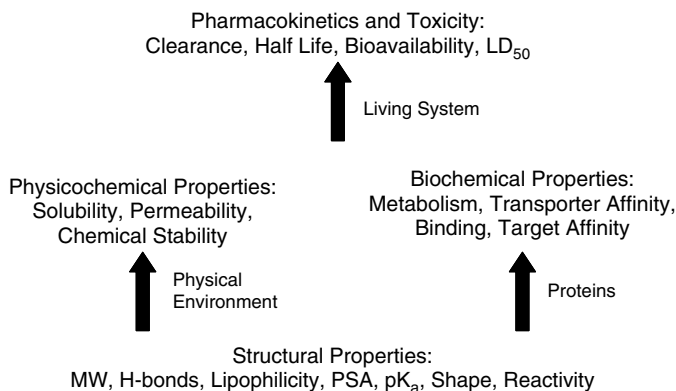 Pharmacokinetics and Toxicity:
Clearance, Half Life, Bioavailability, LD50
Living System
Physicochemical Properties:
Solubility, Permeability,
Chemical Stability
Biochemical Properties:
Metabolism, Transporter Affinity,
Binding, Target Affinity
Physical
Environment
Proteins
Structural Properties:
MW, H-bonds, Lipophilicity, PSA, pKa, Shape, Reactivity